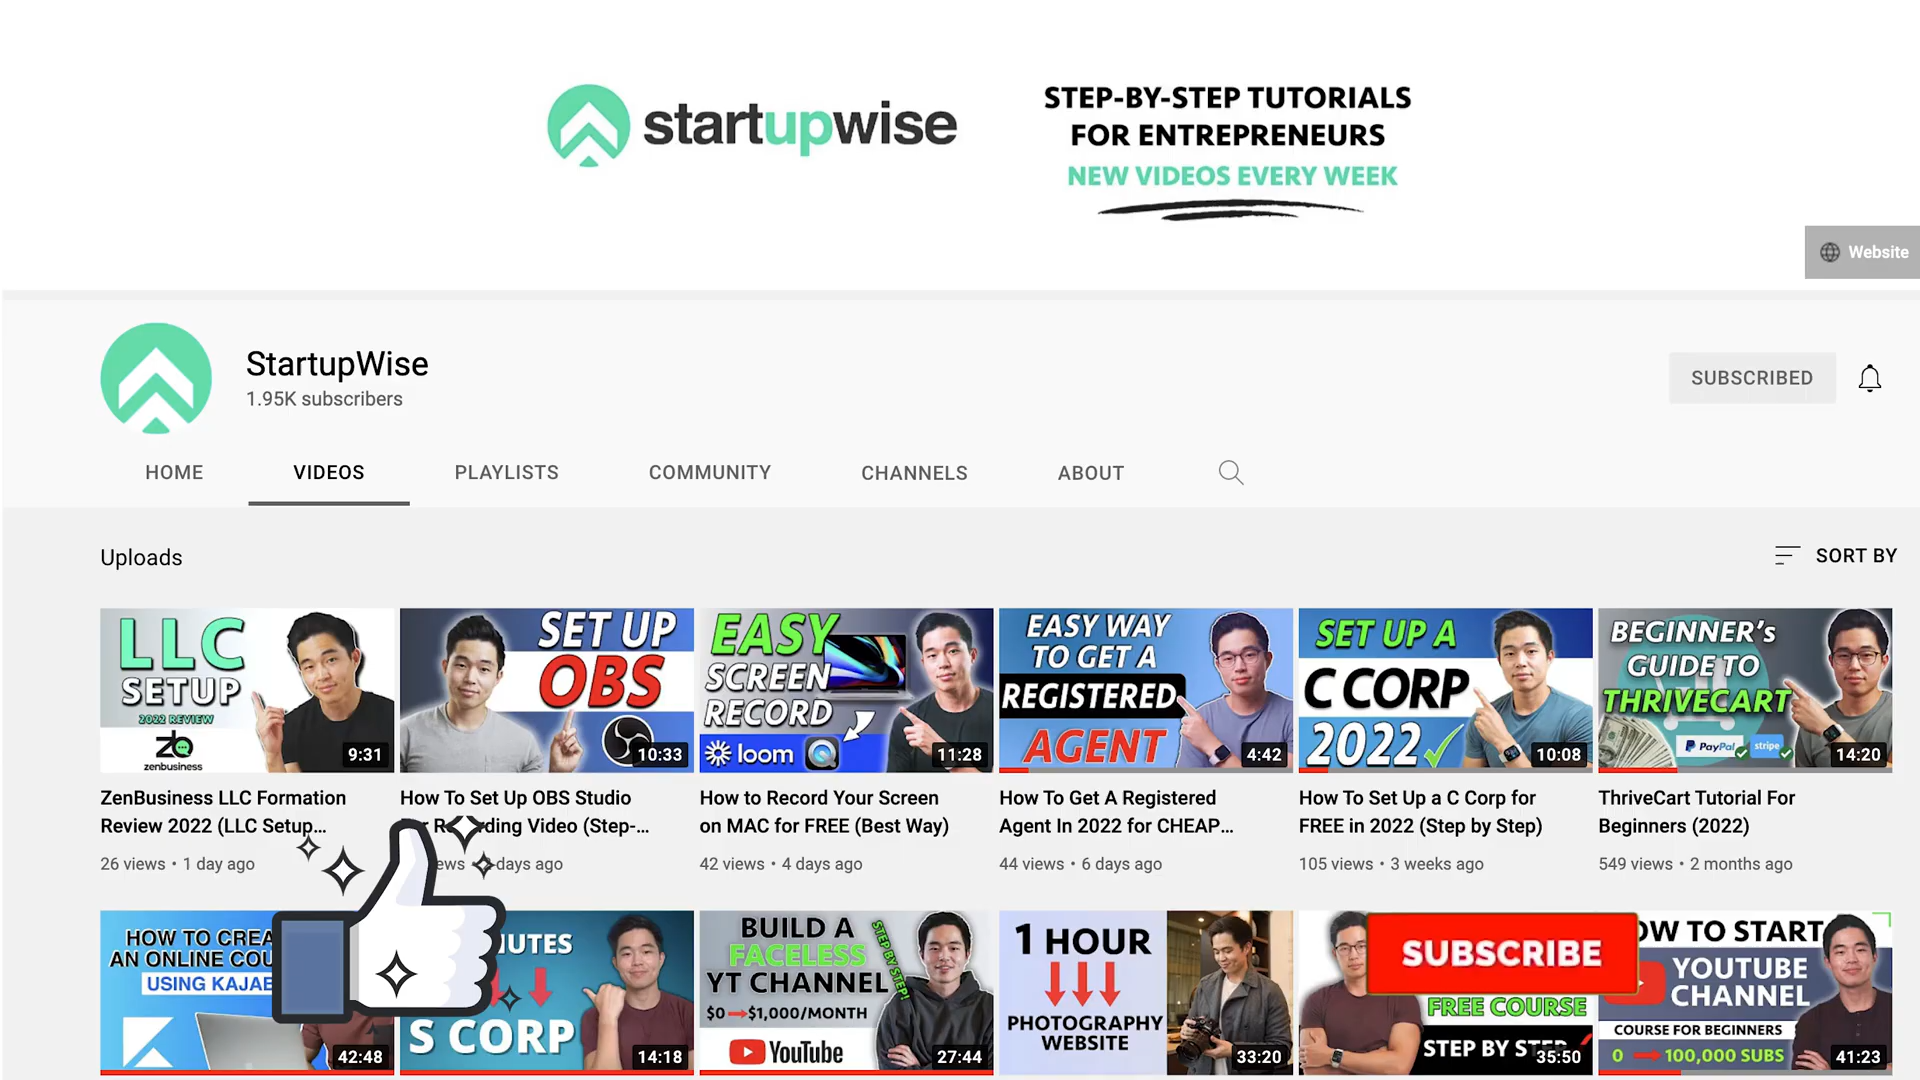 startupwise
STEP-BY-STEP TUTORIALS
FOR ENTREPRENEURS
NEW VIDEOS EVERY WEEK
Website
StartupWise
1.95K subscribers
SUBSCRIBED
HOME
VIDEOS
PLAYLISTS
COMMUNITY
CHANNELS
ABOUT
Uploads
SORT BY
LLC
SETUP
2022 REVIEW
zenbusiness
9:31
SET UP
OBS
10:33
EASY
SCREEN
RECORD
loom
11:28
EASY WAY
TO GET A
REGISTERED
AGENT
4:42
SET UP A
C CORP
2022
10:08
BEGINNER'S
GUIDE TO
THRIVECART
PayPal
stripe
14:20
ZenBusiness LLC Formation
Review 2022 (LLC Setup...
26 views • 1 day ago
How To Set Up OBS Studio
Video (Step-...
days ago
How to Record Your Screen
on MAC for FREE (Best Way)
42 views • 4 days ago
How To Get A Registered
Agent In 2022 for CHEAP...
44 views • 6 days ago
How To Set Up a C Corp for
FREE in 2022 (Step by Step)
105 views • 3 weeks ago
ThriveCart Tutorial For
Beginners (2022)
549 views • 2 months ago
HOW TO
AN ONLINE
USING
42:48
S CORP
14:18
BUILD A
FACELESS
YT CHANNEL
STEP BY STEP!
$0 → $1,000/MONTH
YouTube
27:44
1 HOUR
PHOTOGRAPHY
WEBSITE
33:20
SUBSCRIBE
FREE COURSE
STEP BY STEP
35:50
TO START
YOUTUBE
CHANNEL
COURSE FOR BEGINNERS
0 → 100,000 SUBS
41:23